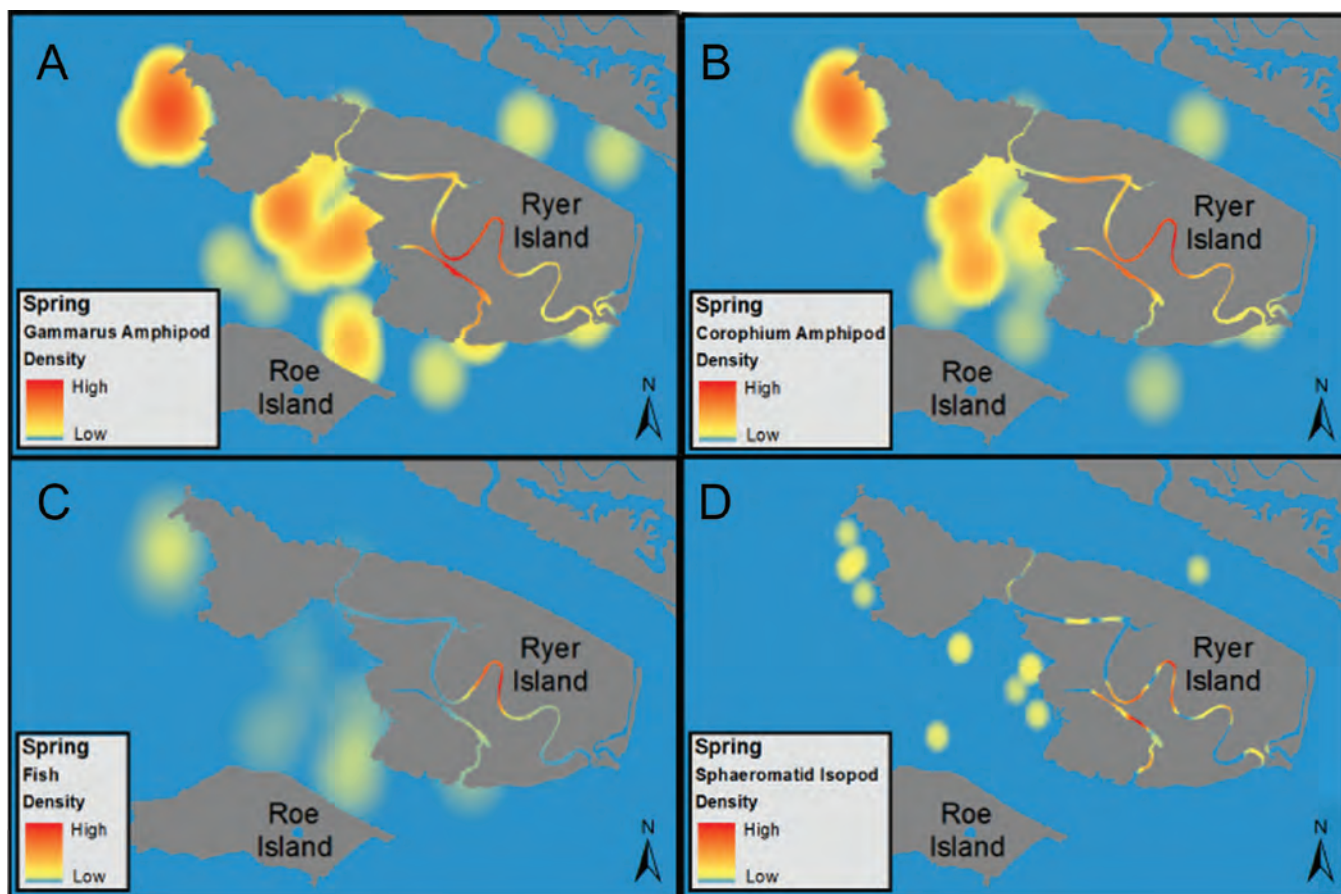 A
Ryer
Island
Spring
Gammarus Amphipod
Density
High
Low
Roe
Island
N
B
Ryer
Island
Spring
Corophium Amphipod
Density
High
Low
Roe
Island
N
C
Ryer
Island
Spring
Fish
Density
High
Low
Roe
Island
N
D
Ryer
Island
Spring
Sphaeromatid Isopod
Density
High
Low
Roe
Island
N